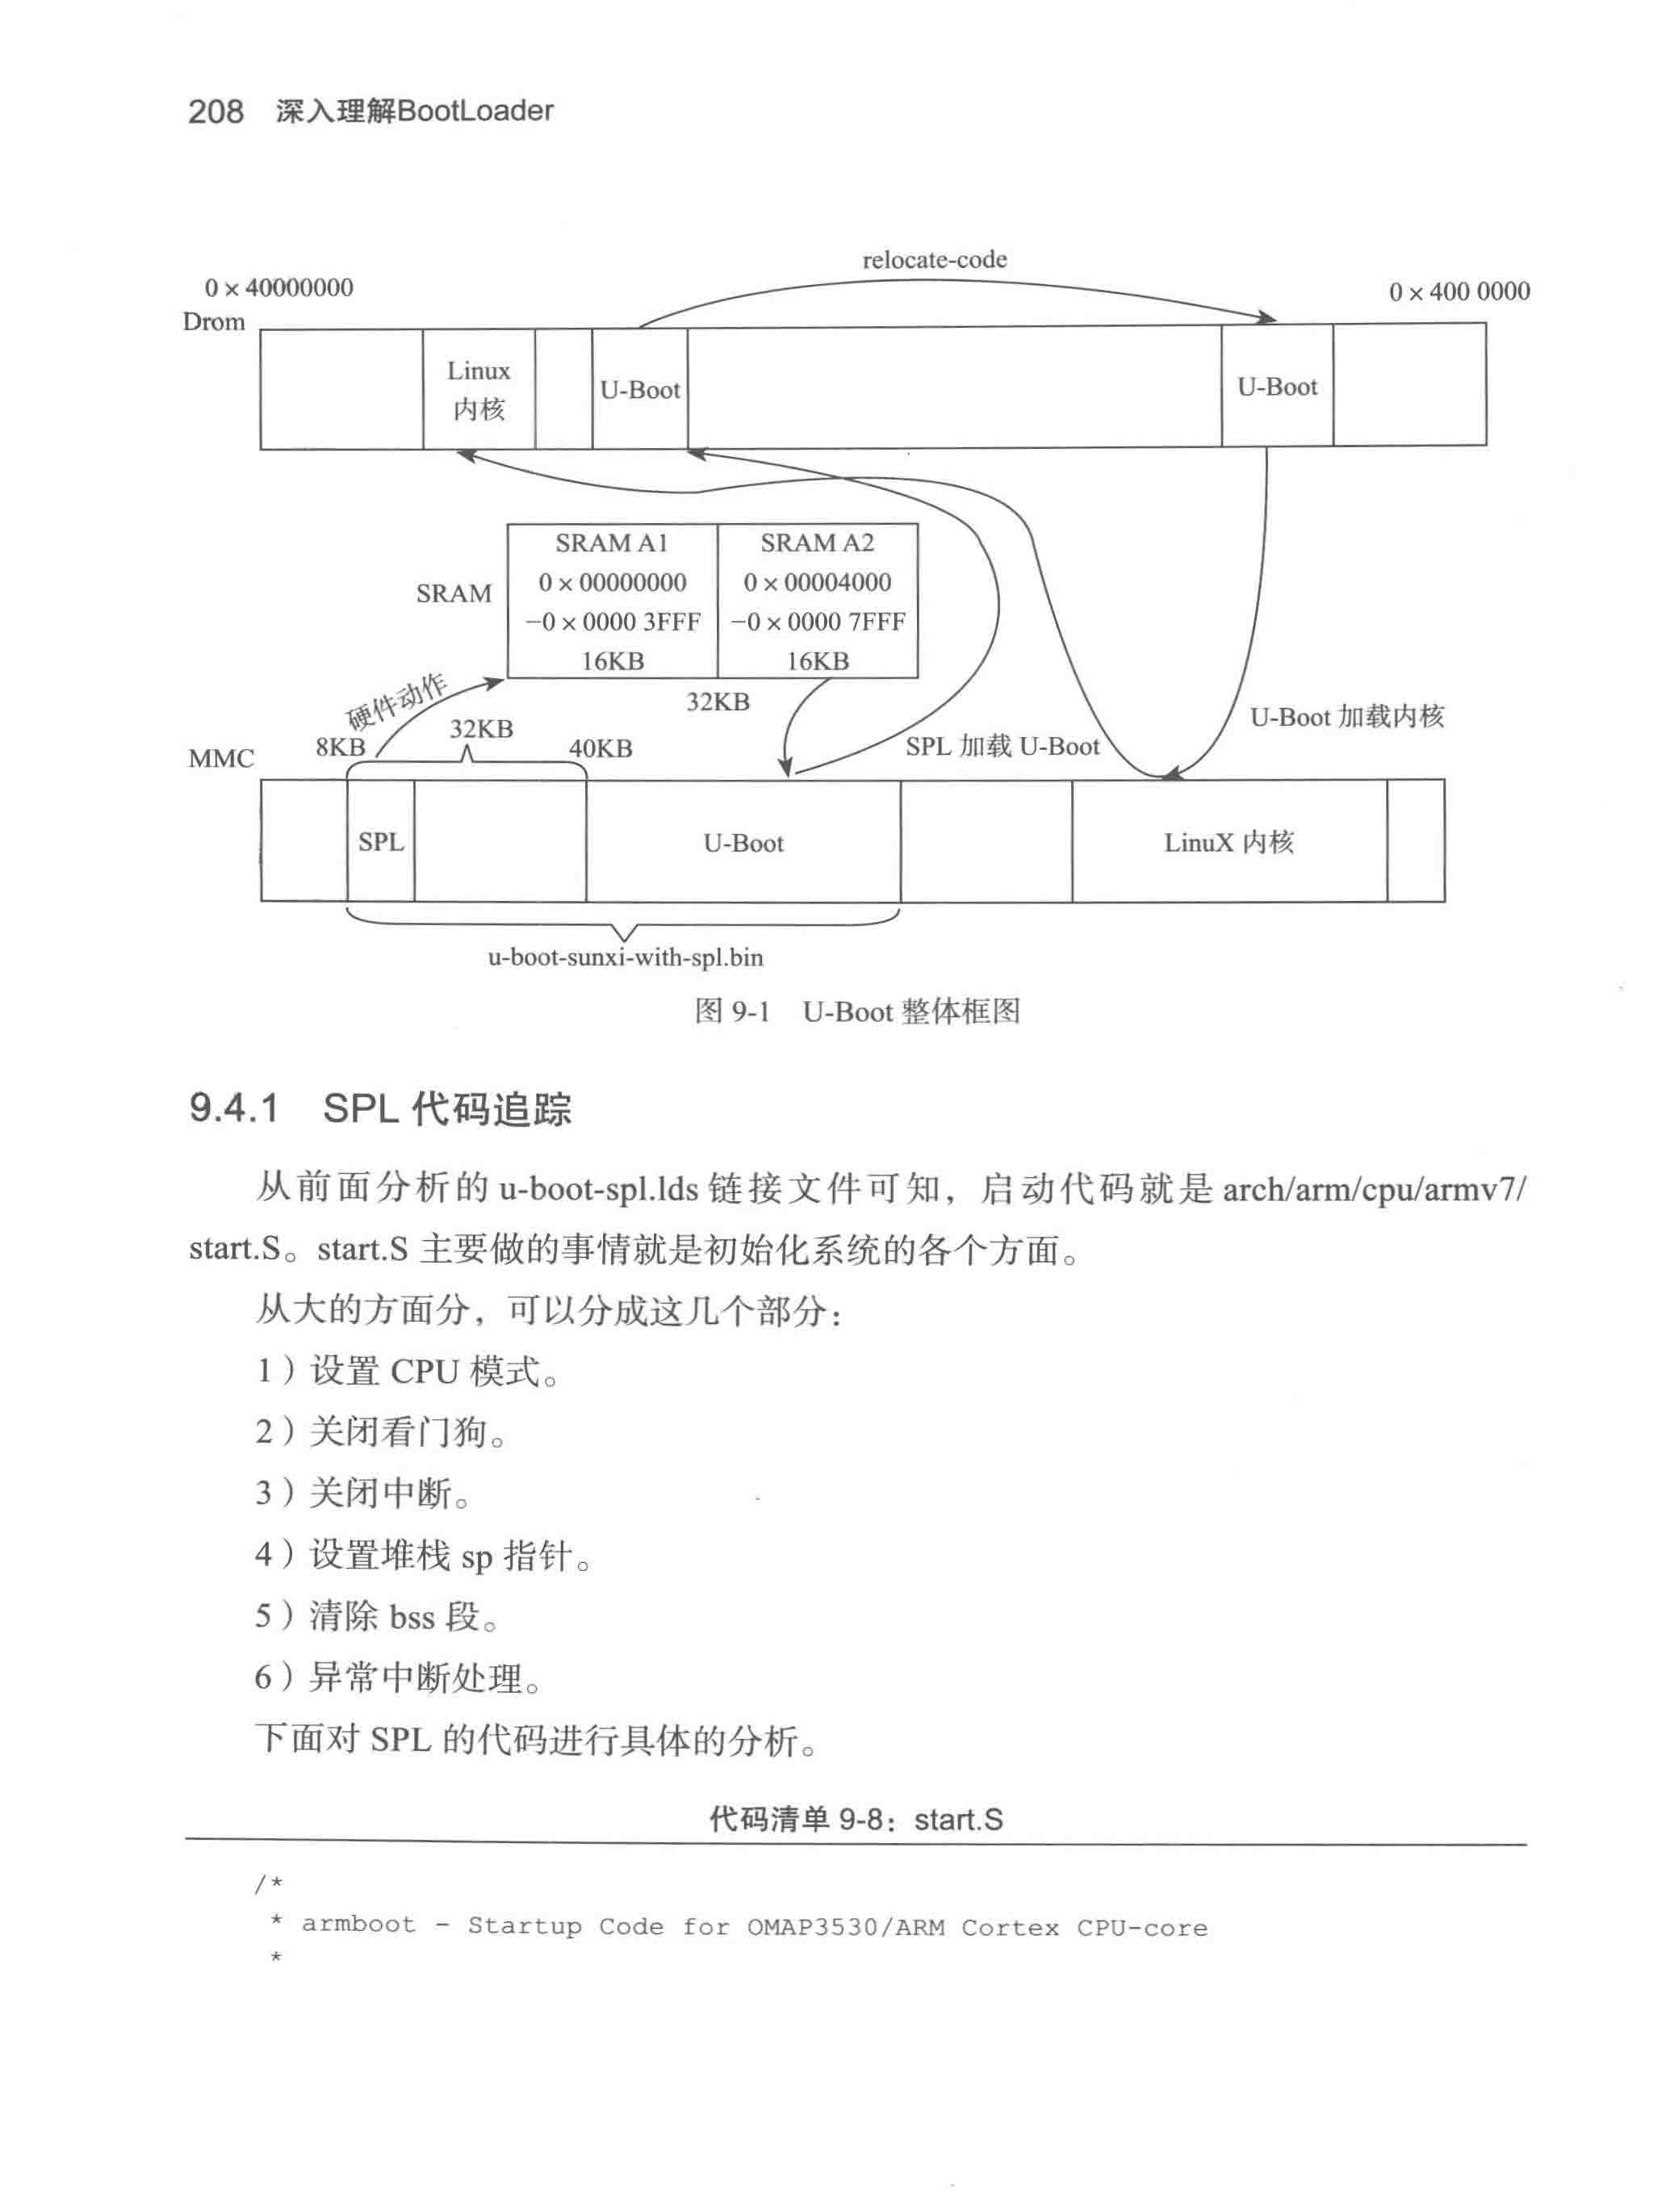 208 深入理解BootLoader
relocate-code
0×40000000
0×400 0000
Drom
Linux
内核
U-Boot
U-Boot
SRAM
SRAM A1
0×00000000
−0×0000 3FFF
16KB
SRAM A2
0×00004000
−0×0000 7FFF
16KB
硬件动作
32KB
MMC
8KB
32KB
40KB
SPL 加载 U-Boot
U-Boot 加载内核
SPL
U-Boot
LinuX 内核
u-boot-sunxi-with-spl.bin
图 9-1 U-Boot 整体框图
9.4.1 SPL 代码追踪
从前面分析的 u-boot-spl.lds 链接文件可知，启动代码就是 arch/arm/cpu/armv7/
start.S。start.S 主要做的事情就是初始化系统的各个方面。
从大的方面分，可以分成这几个部分：
1）设置 CPU 模式。
2）关闭看门狗。
3）关闭中断。
4）设置堆栈 sp 指针。
5）清除 bss 段。
6）异常中断处理。
下面对 SPL 的代码进行具体的分析。
代码清单 9-8：start.S
/*
* armboot - Startup Code for OMAP3530/ARM Cortex CPU-core
*